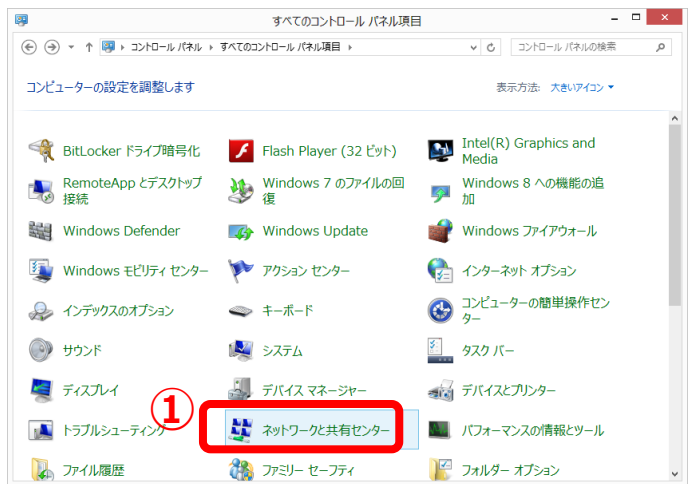 すべてのコントロール パネル項目
コントロール パネル ▸ すべてのコントロール パネル項目 ▸
コントロール パネルの検索
コンピューターの設定を調整します
表示方法: 大きいアイコン
BitLocker ドライブ暗号化
Flash Player (32 ビット)
Intel(R) Graphics and
Media
RemoteApp とデスクトップ
接続
Windows 7 のファイルの回
復
Windows 8 への機能の追
加
Windows Defender
Windows Update
Windows ファイアウォール
Windows モビリティ センター
アクション センター
インターネット オプション
インデックスのオプション
キーボード
コンピューターの簡単操作セン
ター
サウンド
システム
タスク バー
ディスプレイ
デバイス マネージャー
デバイスとプリンター
①
トラブルシューティング
ネットワークと共有センター
パフォーマンスの情報とツール
ファイル履歴
ファミリー セーフティ
フォルダー オプション